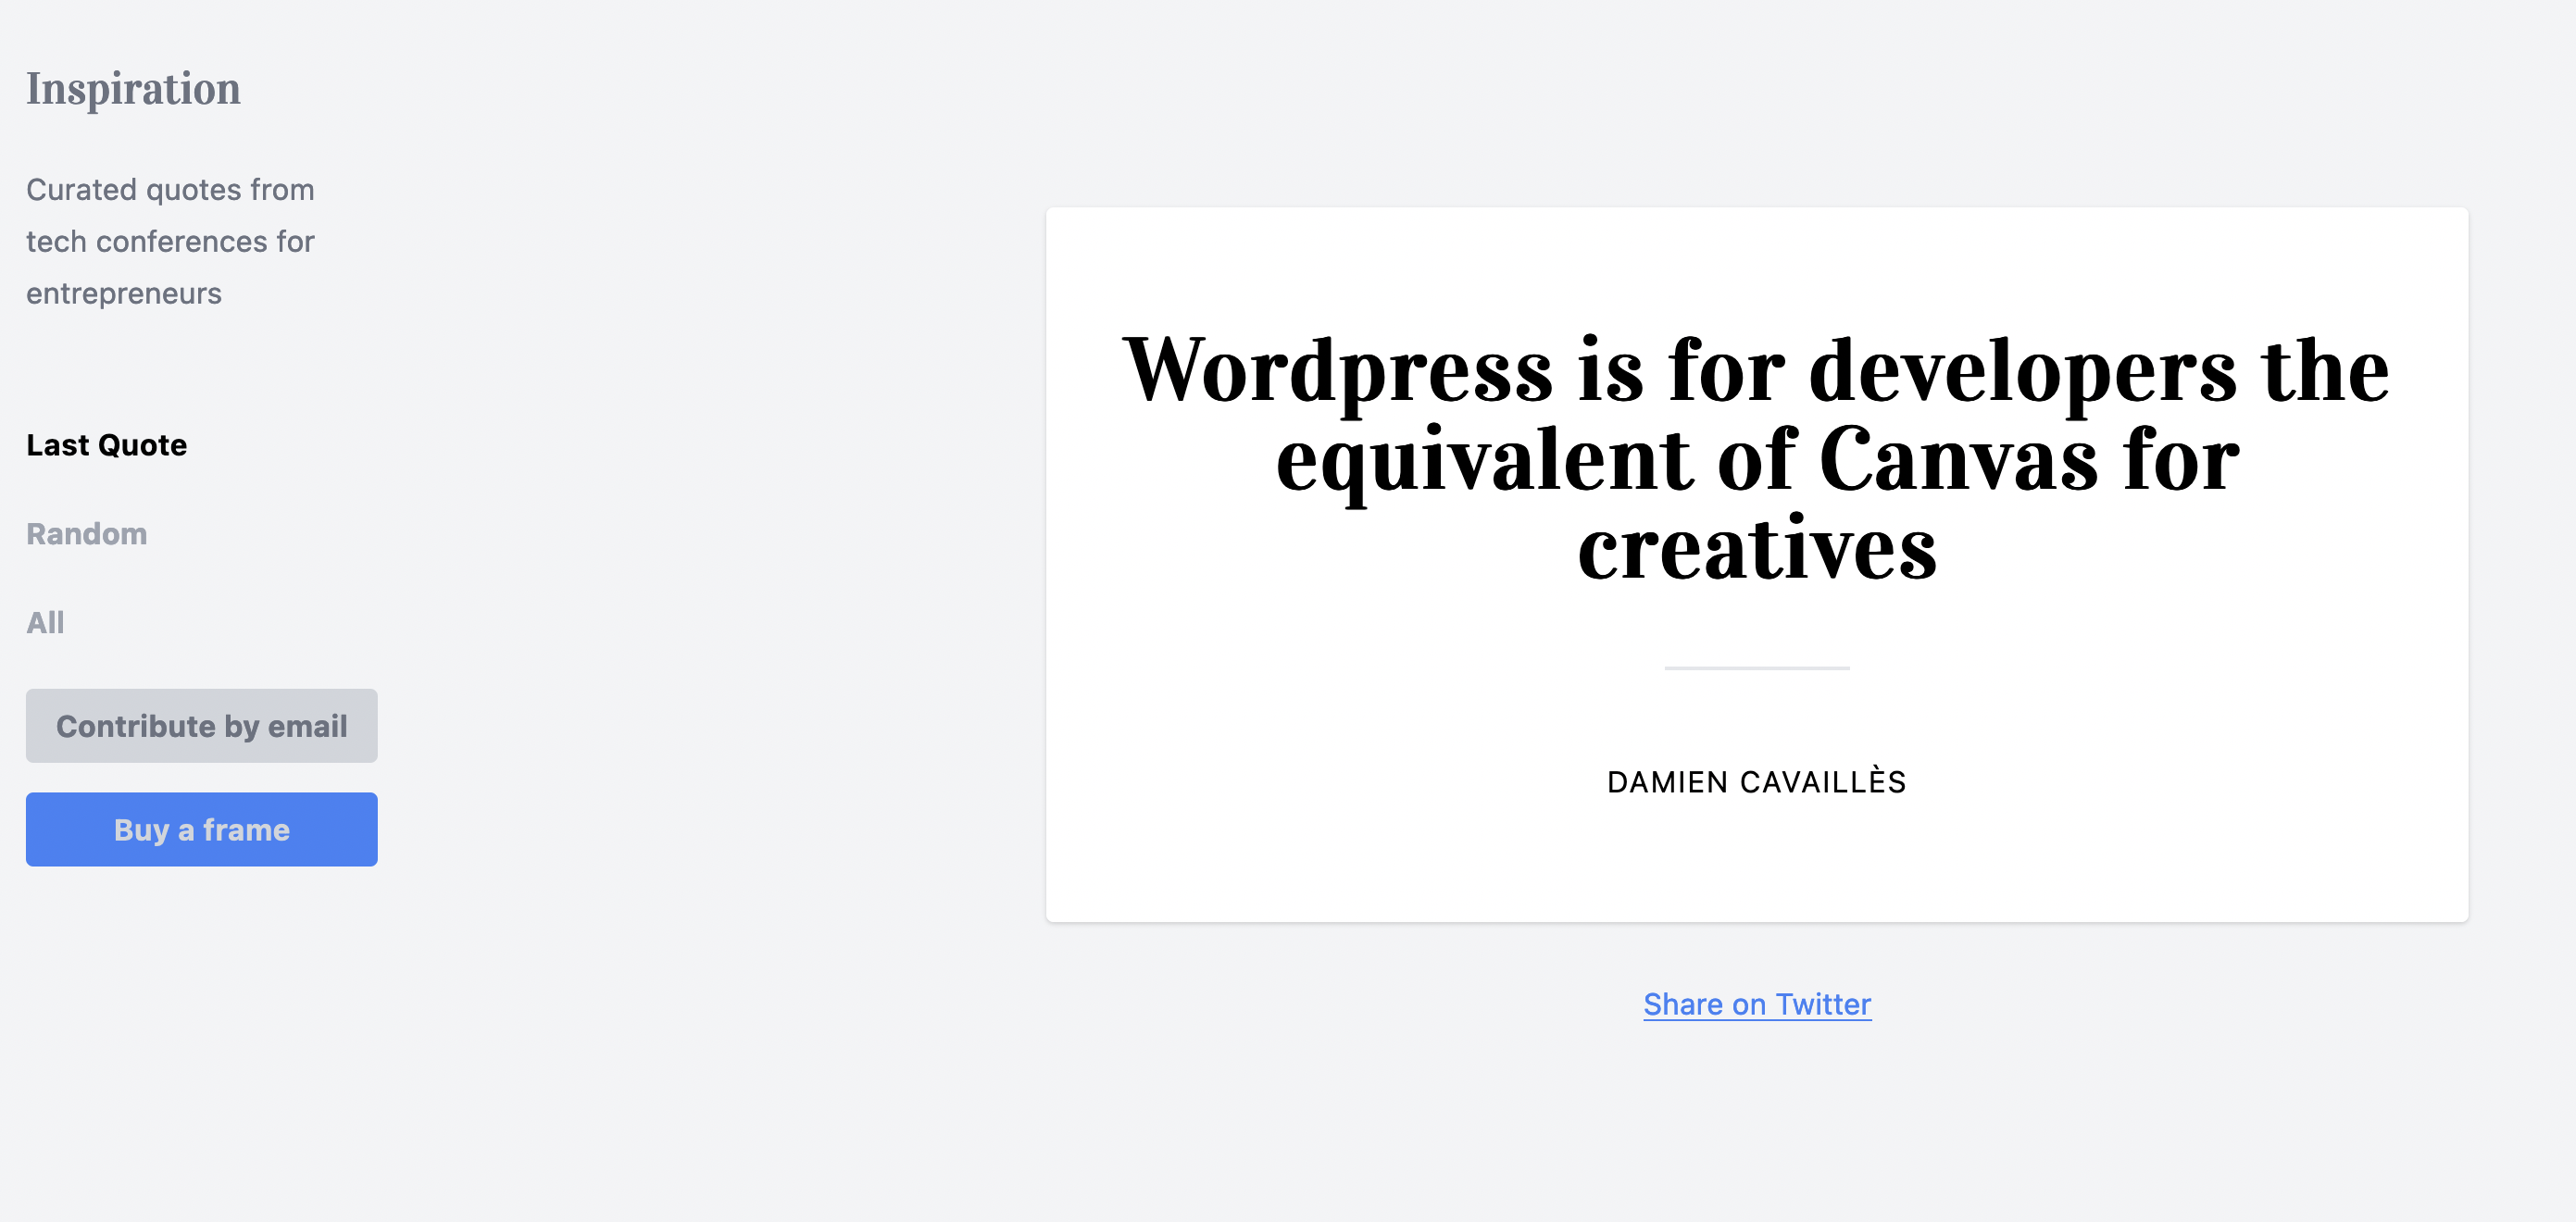 Inspiration
Curated quotes from
tech conferences for
entrepreneurs
Last Quote
Random
All
Contribute by email
Buy a frame
Wordpress is for developers the
equivalent of Canvas for
creatives
DAMIEN CAVAILLÈS
Share on Twitter